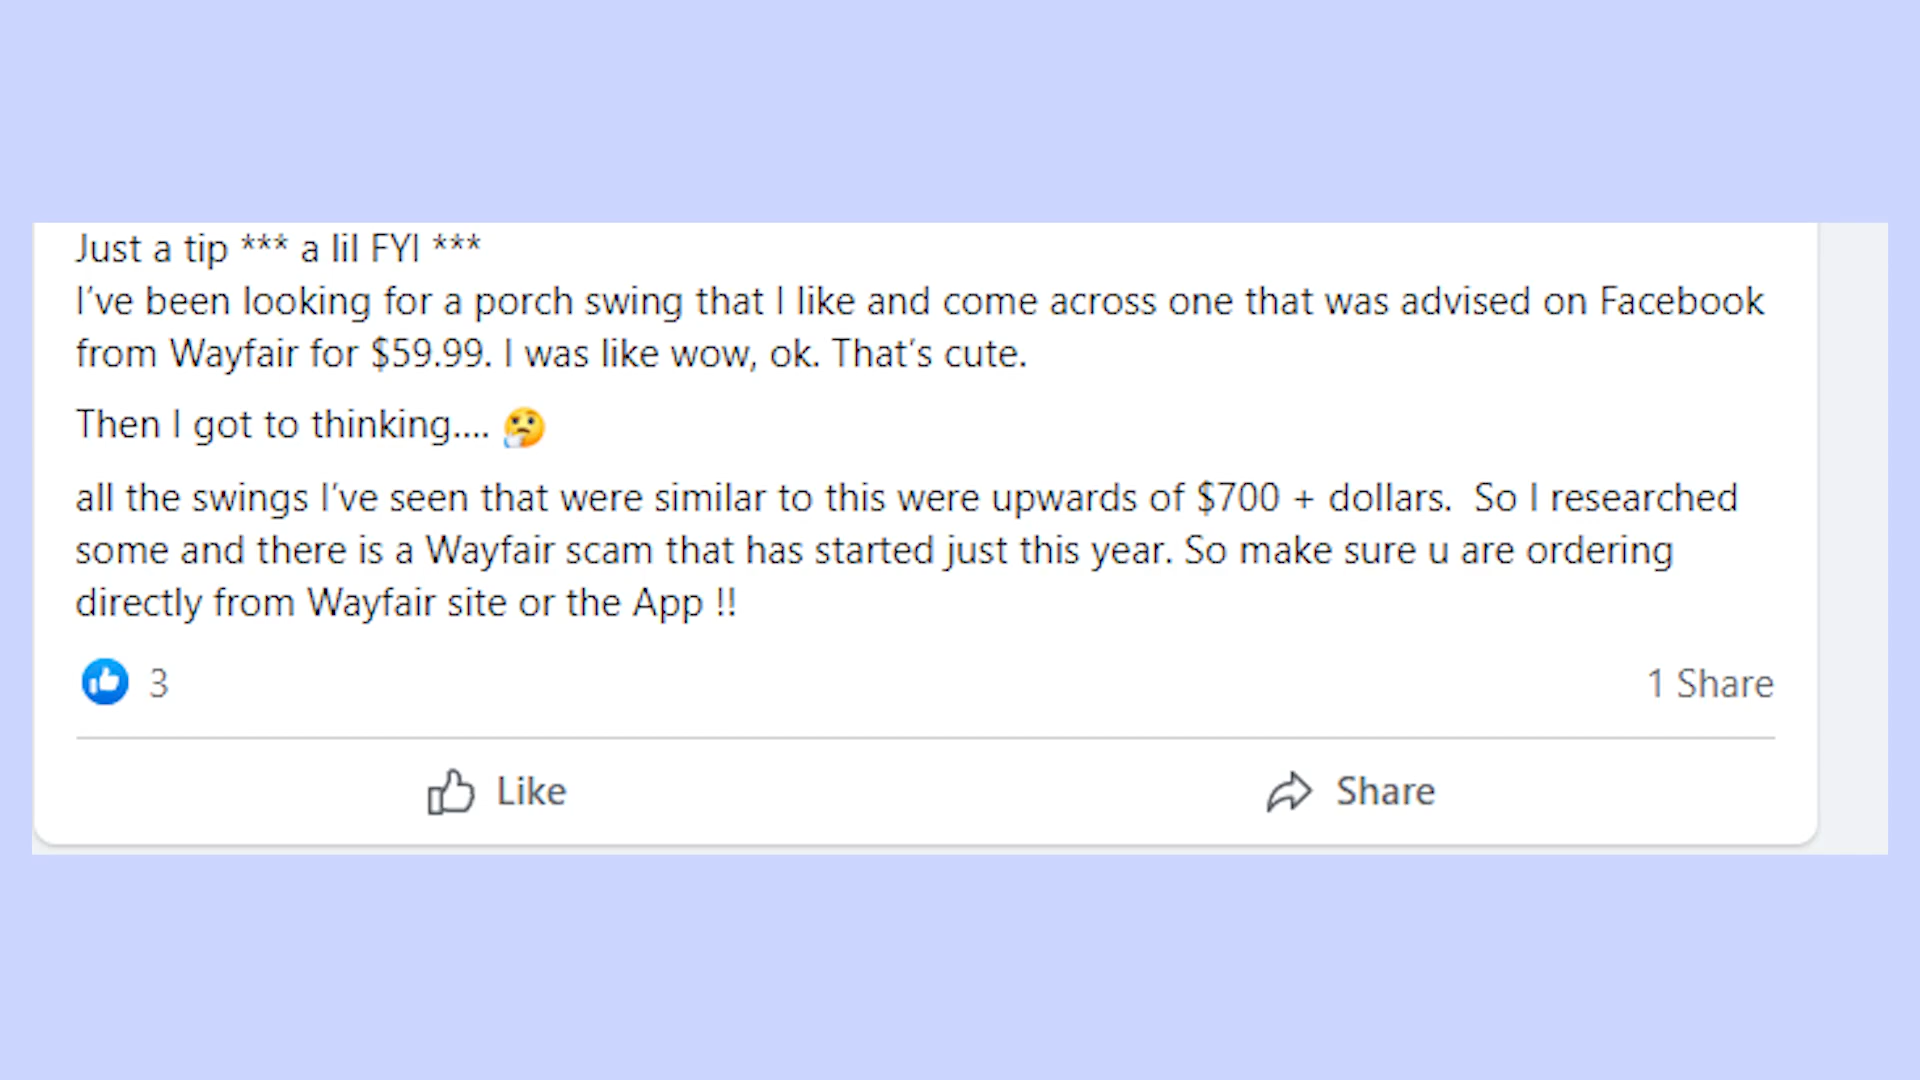 Just a tip *** a lil FYI ***
I've been looking for a porch swing that I like and come across one that was advised on Facebook
from Wayfair for $59.99. I was like wow, ok. That's cute.
Then I got to thinking.... 🤔
all the swings I've seen that were similar to this were upwards of $700 + dollars.  So I researched
some and there is a Wayfair scam that has started just this year. So make sure u are ordering
directly from Wayfair site or the App !!
3
1 Share
Like
Share